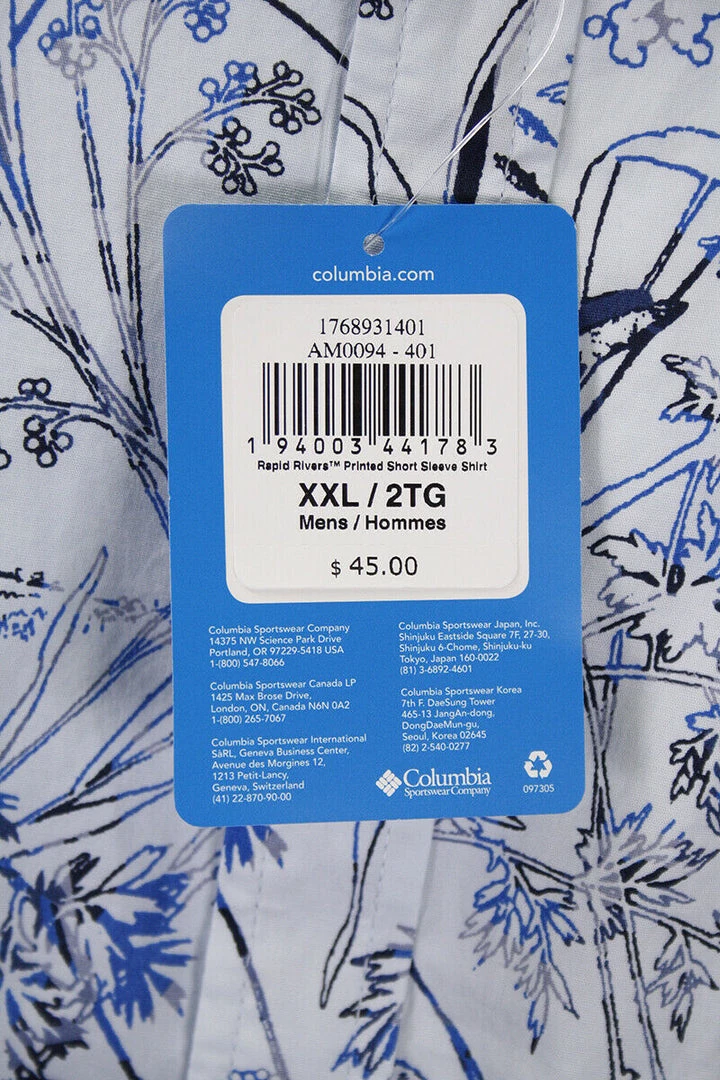 columbia.com
1768931401
AM0094 - 401
1 94003 44178 3
Rapid Rivers™ Printed Short Sleeve Shirt
XXL / 2TG
Mens / Hommes
$ 45.00
Columbia Sportswear Company
14375 NW Science Park Drive
Portland, OR 97229-5418 USA
1-(800) 547-8066
Columbia Sportswear Canada LP
1425 Max Brose Drive,
London, ON, Canada N6N 0A2
1-(800) 265-7067
Columbia Sportswear International
SàRL, Geneva Business Center,
Avenue des Morgines 12,
1213 Petit-Lancy,
Geneva, Switzerland
(41) 22-870-90-00
Columbia Sportswear Japan, Inc.
Shinjuku Eastside Square 7F, 27-30,
Shinjuku 6-Chome, Shinjuku-ku
Tokyo, Japan 160-0022
(81) 3-6892-4601
Columbia Sportswear Korea
7th F. DaeSung Tower
465-13 JangAn-dong,
DongDaeMun-gu,
Seoul, Korea 02645
(82) 2-540-0277
Columbia
Sportswear Company
097305